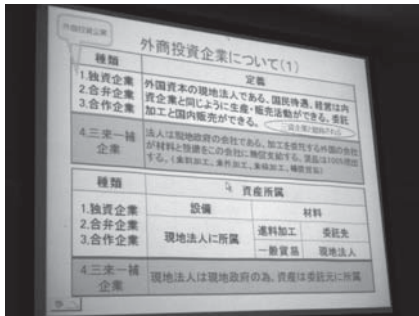 外商投資企業
外商投資企業について(1)
種類
定義
1.独資企業
2.合弁企業
3.合作企業
外国資本の現地法人である、国民待遇、経営は内
資企業と同じように生産・販売活動ができる。委託
加工と国内販売ができる。
4.三来一補
企業
法人は現地政府の会社である。加工を委托する外国の会社
が材料と設備をこの会社に無償支給する。製品は100%輸出
する。
種類
資産所属
1.独資企業
2.合弁企業
3.合作企業
設備
材料
現地法人に所属
進料加工
委託先
一般貿易
現地法人
4.三来一補
企業
現地法人は現地政府の為、資産は委託元に所属